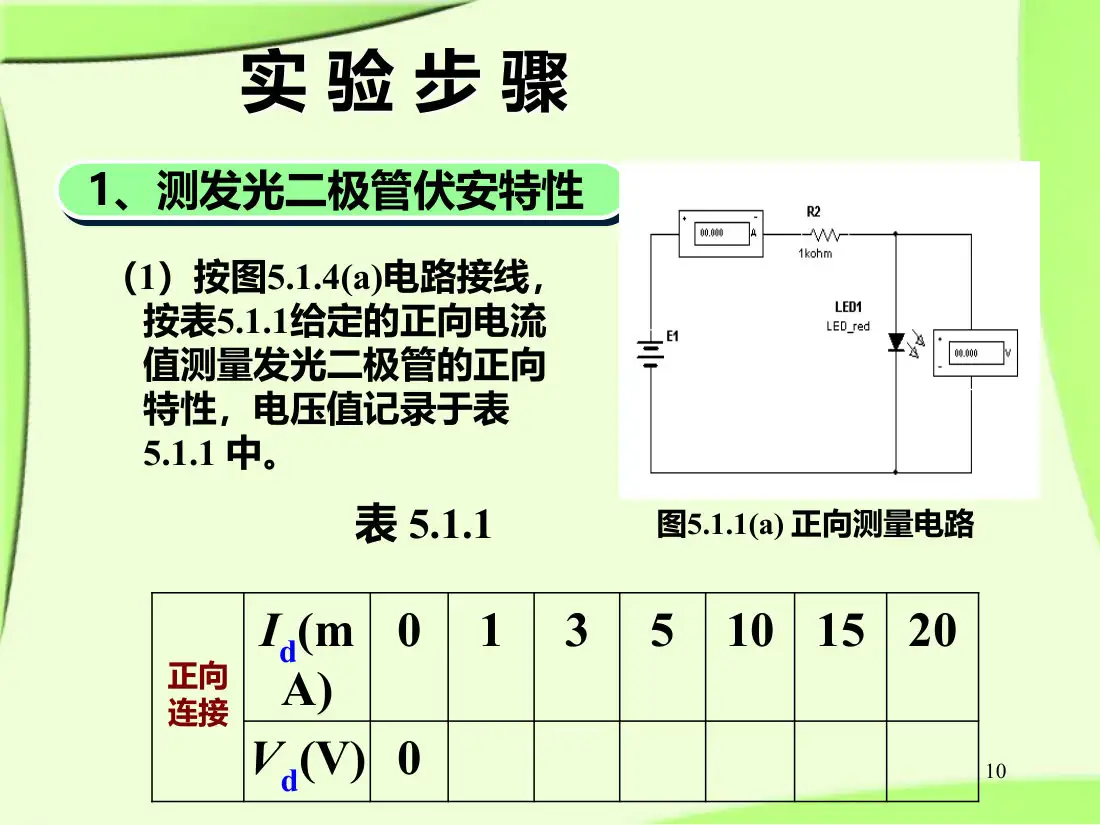 实验步骤
1、测发光二极管伏安特性
（1）按图5.1.4(a)电路接线，
按表5.1.1给定的正向电流
值测量发光二极管的正向
特性，电压值记录于表
5.1.1 中。
+ - 00.000 A
R2
1kohm
E1
LED1
LED_red
+ - 00.000 V
图5.1.1(a) 正向测量电路
表 5.1.1
正向
连接
Id(m
A) 0 1 3 5 10 15 20
Vd(V) 0
10